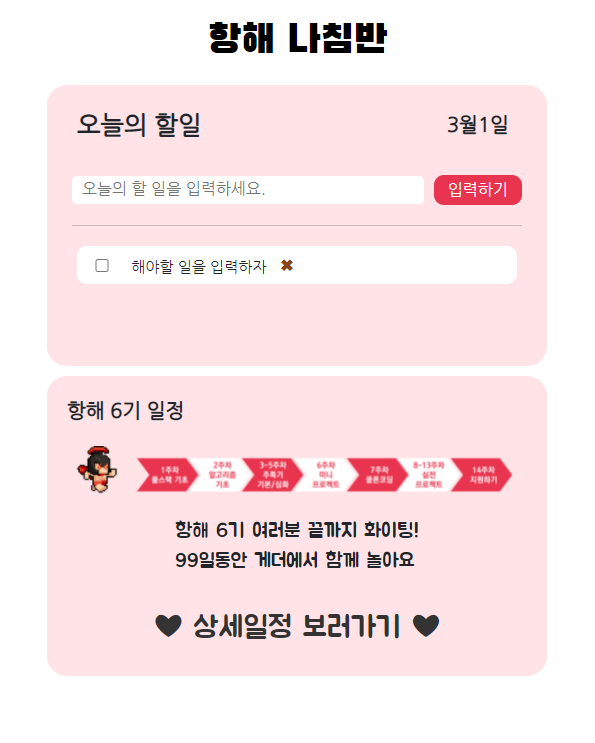 항해 나침반
오늘의 할일
3월1일
오늘의 할 일을 입력하세요.
입력하기
해야할 일을 입력하자 ✖
항해 6기 일정
1주차
풀스택 기초
2주차
알고리즘
기초
3-5주차
주특기
기본/심화
6주차
미니
프로젝트
7주차
클론코딩
8-13주차
실전
프로젝트
14주차
지원하기
항해 6기 여러분 끝까지 화이팅!
99일동안 게더에서 함께 놀아요
♥ 상세일정 보러가기 ♥